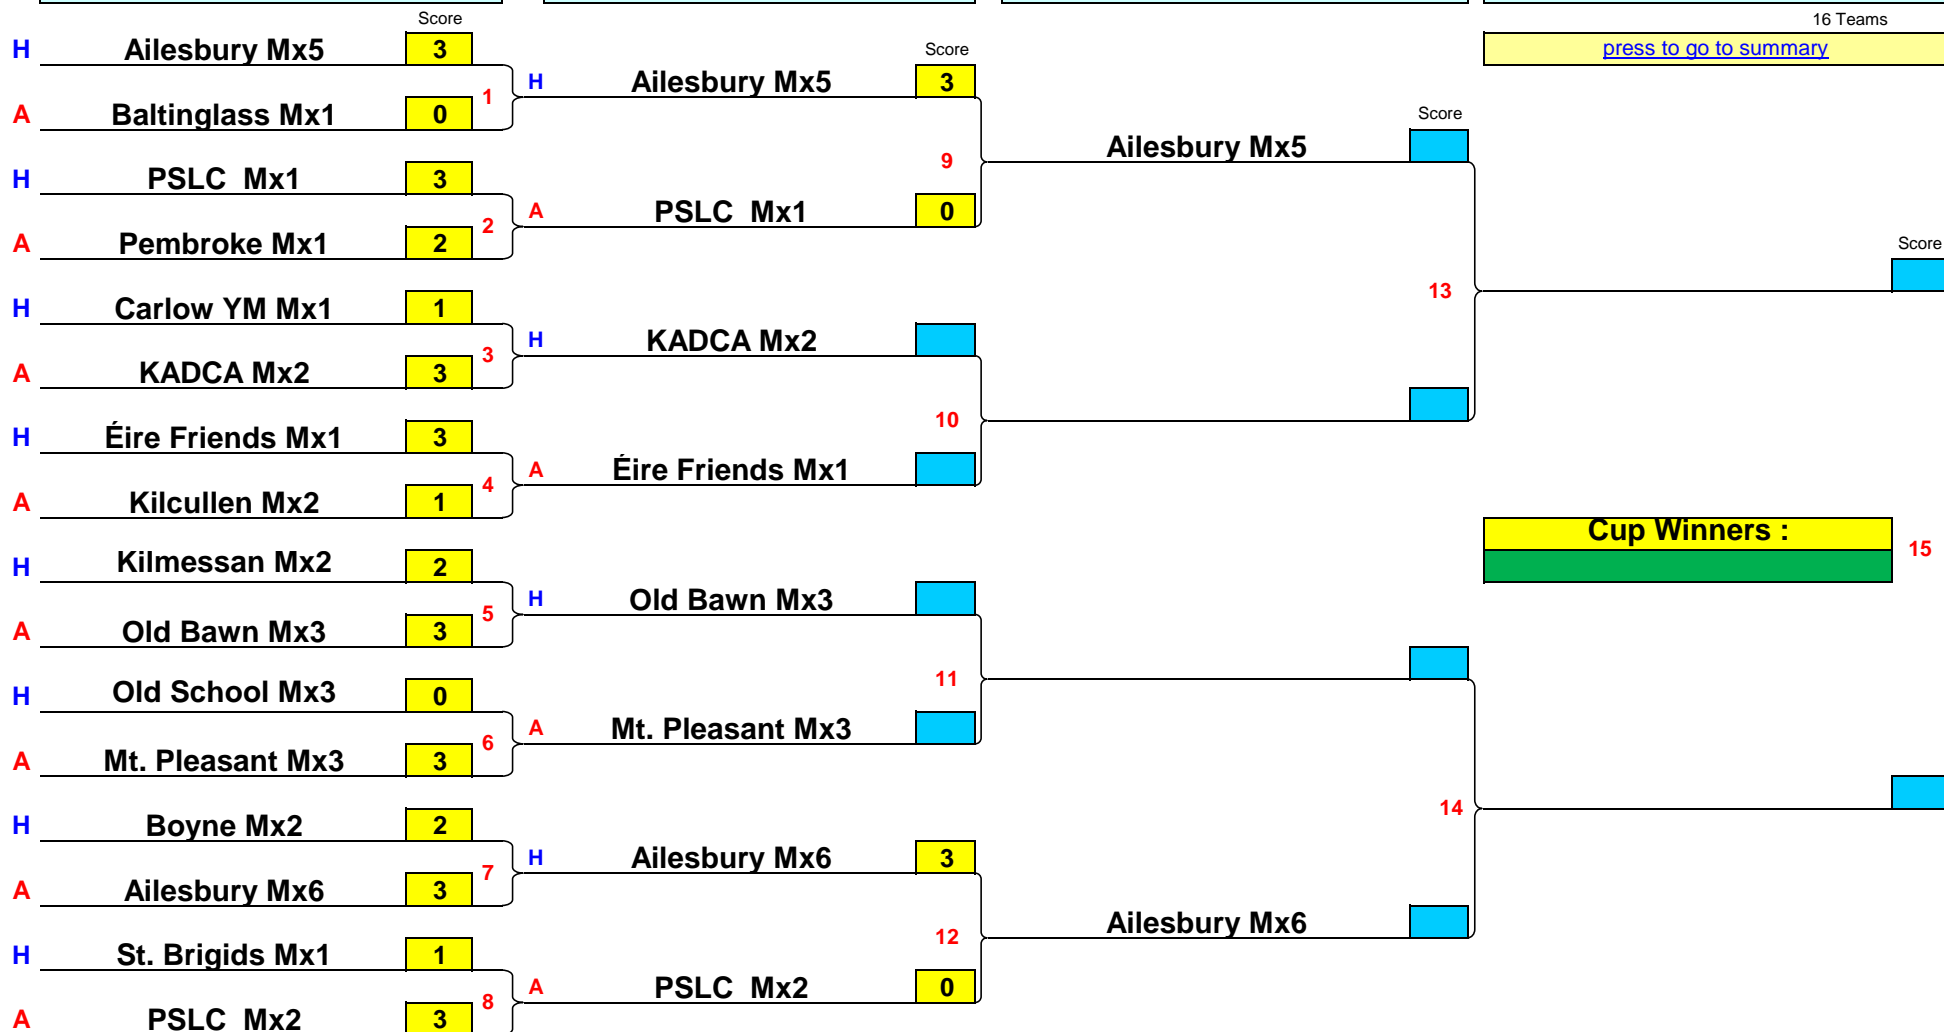 Score
16 Teams
H Ailesbury Mx5 3
press to go to summary
Score
H Ailesbury Mx5 3
1
A Baltinglass Mx1 0
Score
Ailesbury Mx5
9
H PSLC Mx1 3
A PSLC Mx1 0
2
A Pembroke Mx1 2
Score
13
H Carlow YM Mx1 1
H KADCA Mx2
3
A KADCA Mx2 3
10
H Éire Friends Mx1 3
A Éire Friends Mx1
4
A Kilcullen Mx2 1
Cup Winners :
15
H Kilmessan Mx2 2
H Old Bawn Mx3
5
A Old Bawn Mx3 3
11
H Old School Mx3 0
A Mt. Pleasant Mx3
6
A Mt. Pleasant Mx3 3
14
H Boyne Mx2 2
H Ailesbury Mx6 3
7
A Ailesbury Mx6 3
Ailesbury Mx6
12
H St. Brigids Mx1 1
A PSLC Mx2 0
8
A PSLC Mx2 3